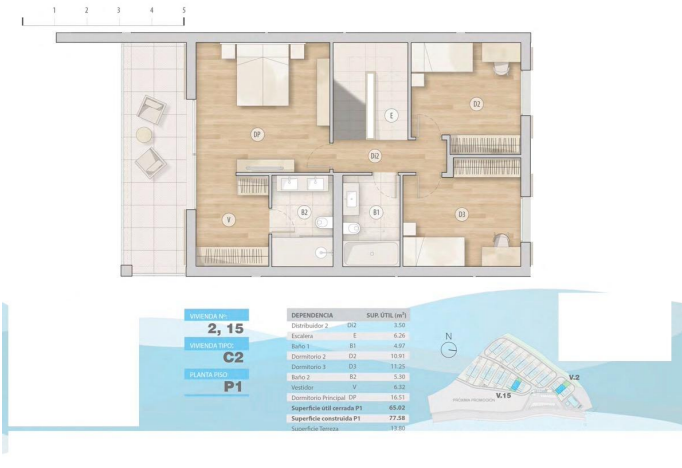 1 2 3 4 5
E
D2
DP
Di2
V
B2
B1
D3
VIVIENDA Nº:
2, 15
VIVIENDA TIPO:
C2
PLANTA PISO
P1
DEPENDENCIA SUP. ÚTIL (m²)
Distribuidor 2 Di2 3.50
Escalera E 6.26
Baño 1 B1 4.97
Dormitorio 2 D2 10.91
Dormitorio 3 D3 11.25
Baño 2 B2 5.30
Vestidor V 6.32
Dormitorio Principal DP 16.51
Superficie útil cerrada P1 65.02
Superficie construida P1 77.58
Superficie Terraza 13.80
N
V.2
V.15
PRÓXIMA PROMOCIÓN